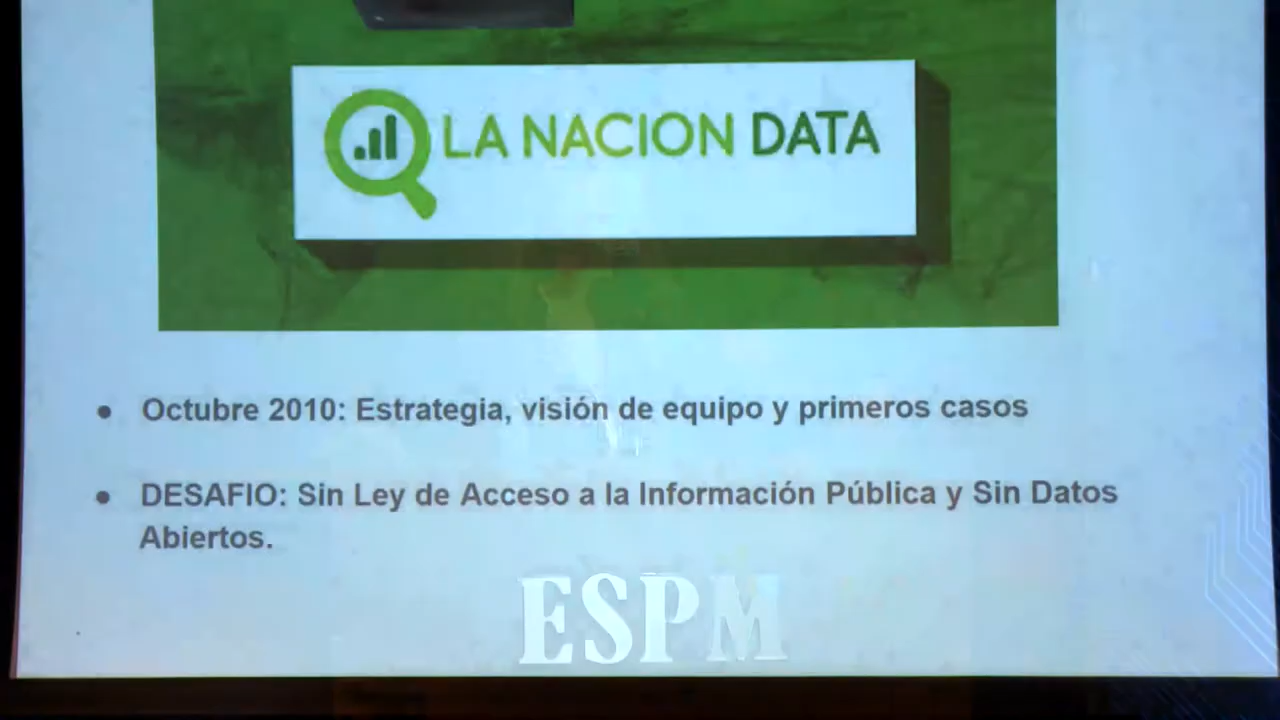 LA NACION DATA
Octubre 2010: Estrategia, visión de equipo y primeros casos
DESAFIO: Sin Ley de Acceso a la Información Pública y Sin Datos
Abiertos.
ESPM